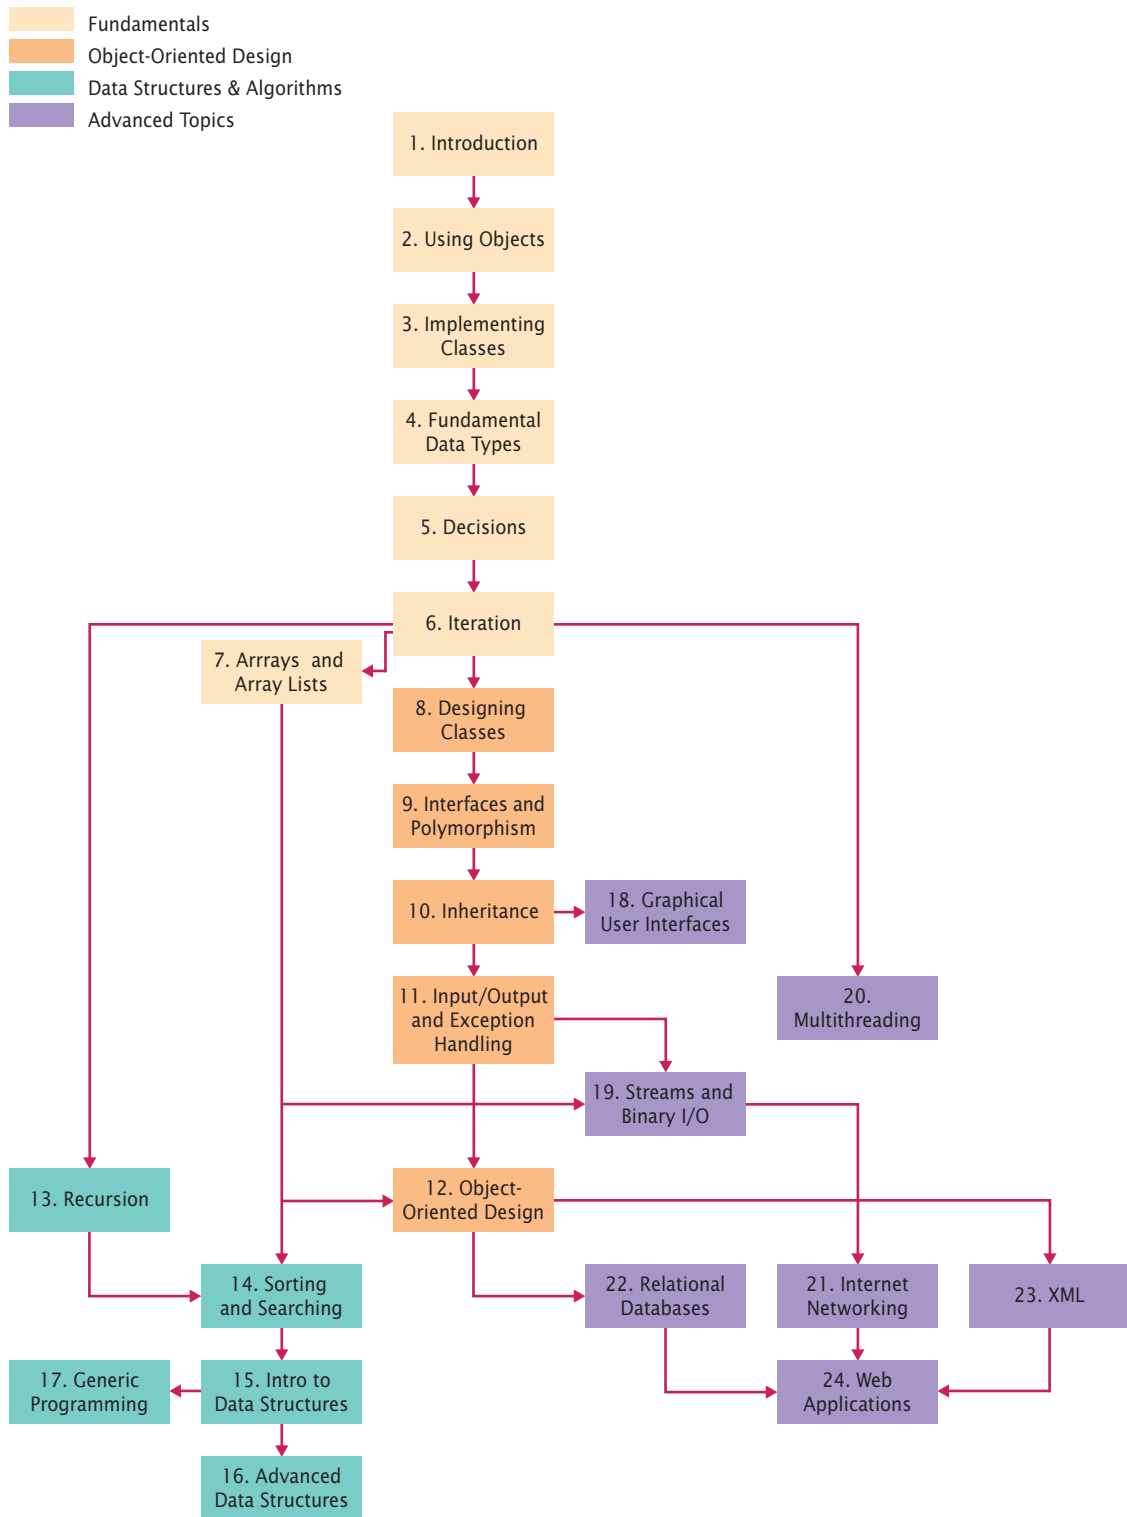 Fundamentals
Object-Oriented Design
Data Structures & Algorithms
Advanced Topics
1. Introduction
2. Using Objects
3. Implementing
Classes
4. Fundamental
Data Types
5. Decisions
6. Iteration
7. Arrrays and
Array Lists
8. Designing
Classes
9. Interfaces and
Polymorphism
10. Inheritance
18. Graphical
User Interfaces
11. Input/Output
and Exception
Handling
20.
Multithreading
19. Streams and
Binary I/O
13. Recursion
12. Object-
Oriented Design
14. Sorting
and Searching
22. Relational
Databases
21. Internet
Networking
23. XML
17. Generic
Programming
15. Intro to
Data Structures
24. Web
Applications
16. Advanced
Data Structures